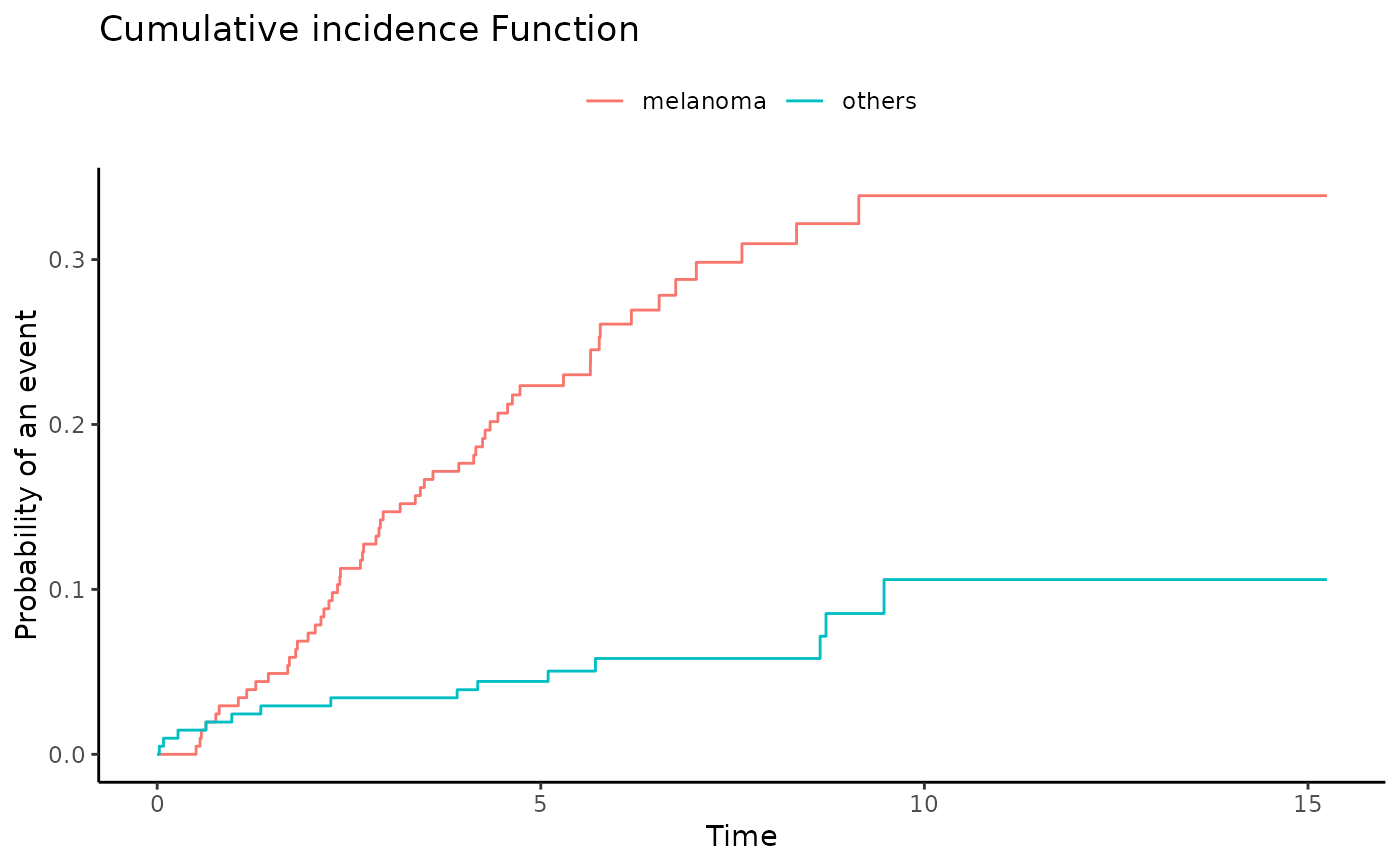 Cumulative incidence Function
melanoma others
Probability of an event
0.3
0.2
0.1
0.0
0 5 10 15
Time